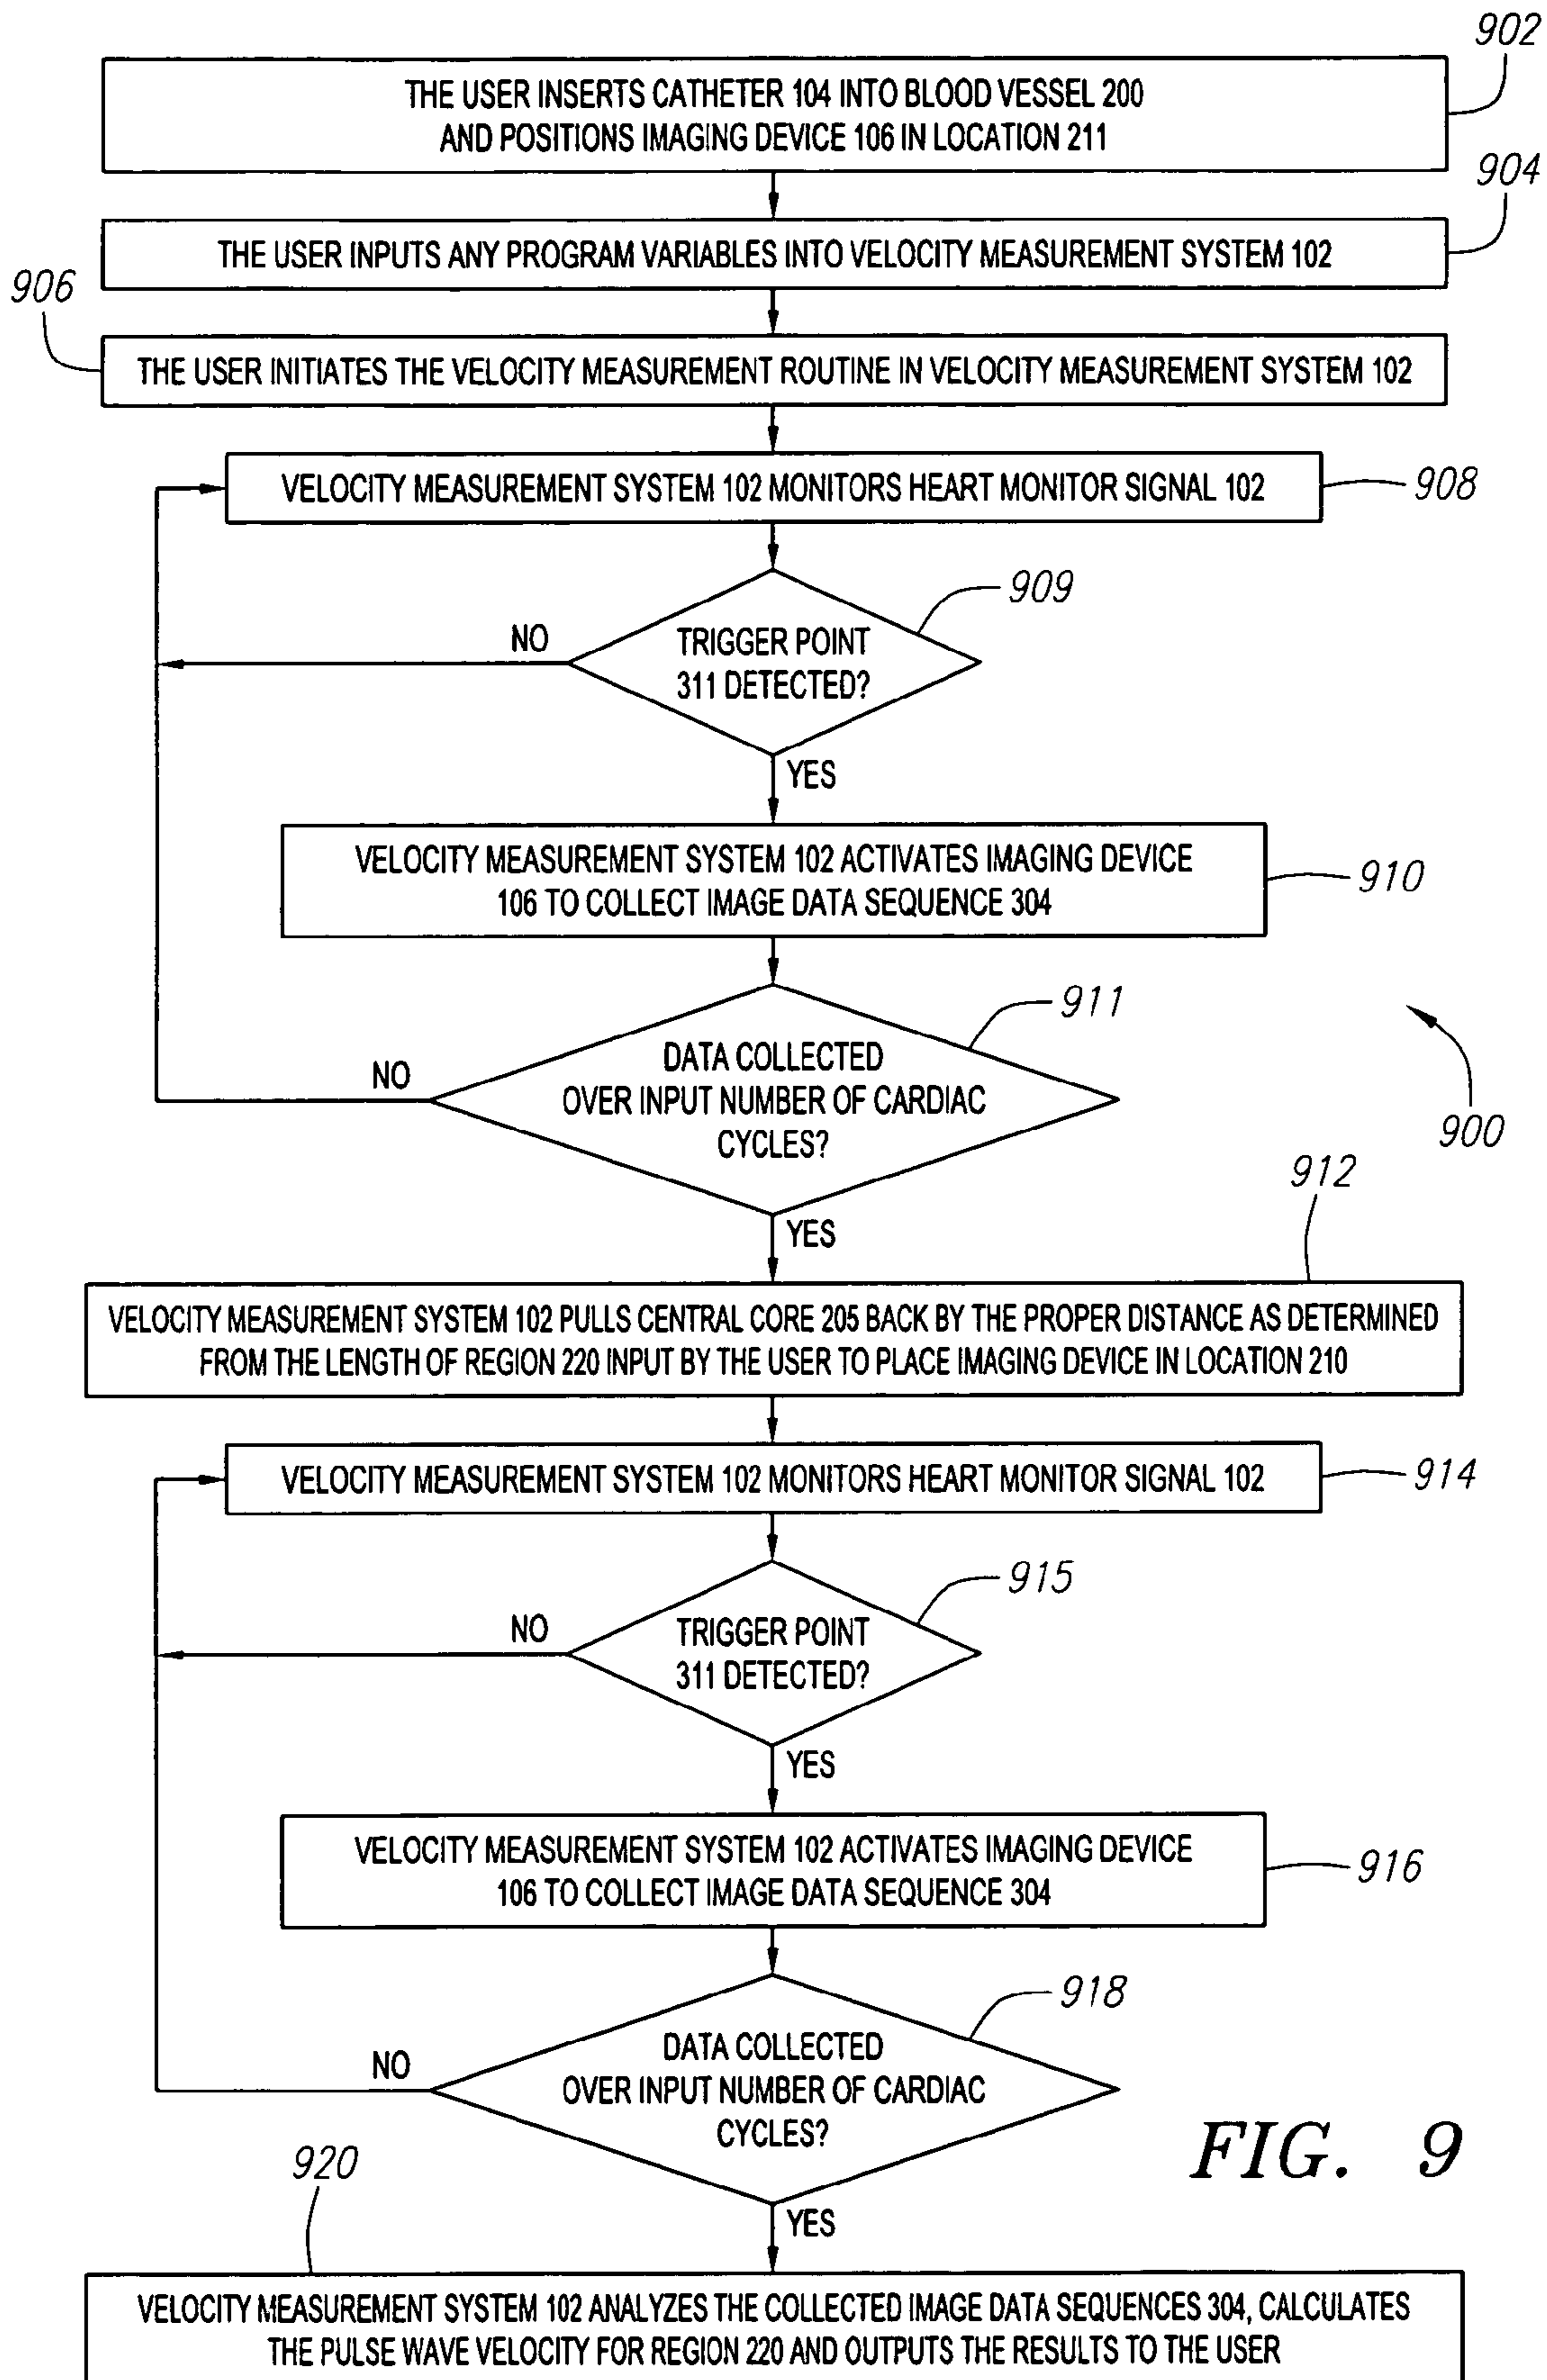 902
THE USER INSERTS CATHETER 104 INTO BLOOD VESSEL 200
AND POSITIONS IMAGING DEVICE 106 IN LOCATION 211
904
THE USER INPUTS ANY PROGRAM VARIABLES INTO VELOCITY MEASUREMENT SYSTEM 102
906
THE USER INITIATES THE VELOCITY MEASUREMENT ROUTINE IN VELOCITY MEASUREMENT SYSTEM 102
VELOCITY MEASUREMENT SYSTEM 102 MONITORS HEART MONITOR SIGNAL 102
908
909
NO
TRIGGER POINT
311 DETECTED?
YES
VELOCITY MEASUREMENT SYSTEM 102 ACTIVATES IMAGING DEVICE
106 TO COLLECT IMAGE DATA SEQUENCE 304
910
911
NO
DATA COLLECTED
OVER INPUT NUMBER OF CARDIAC
CYCLES?
900
YES
912
VELOCITY MEASUREMENT SYSTEM 102 PULLS CENTRAL CORE 205 BACK BY THE PROPER DISTANCE AS DETERMINED
FROM THE LENGTH OF REGION 220 INPUT BY THE USER TO PLACE IMAGING DEVICE IN LOCATION 210
VELOCITY MEASUREMENT SYSTEM 102 MONITORS HEART MONITOR SIGNAL 102
914
915
NO
TRIGGER POINT
311 DETECTED?
YES
VELOCITY MEASUREMENT SYSTEM 102 ACTIVATES IMAGING DEVICE
106 TO COLLECT IMAGE DATA SEQUENCE 304
916
918
NO
DATA COLLECTED
OVER INPUT NUMBER OF CARDIAC
CYCLES?
FIG. 9
920
YES
VELOCITY MEASUREMENT SYSTEM 102 ANALYZES THE COLLECTED IMAGE DATA SEQUENCES 304, CALCULATES
THE PULSE WAVE VELOCITY FOR REGION 220 AND OUTPUTS THE RESULTS TO THE USER